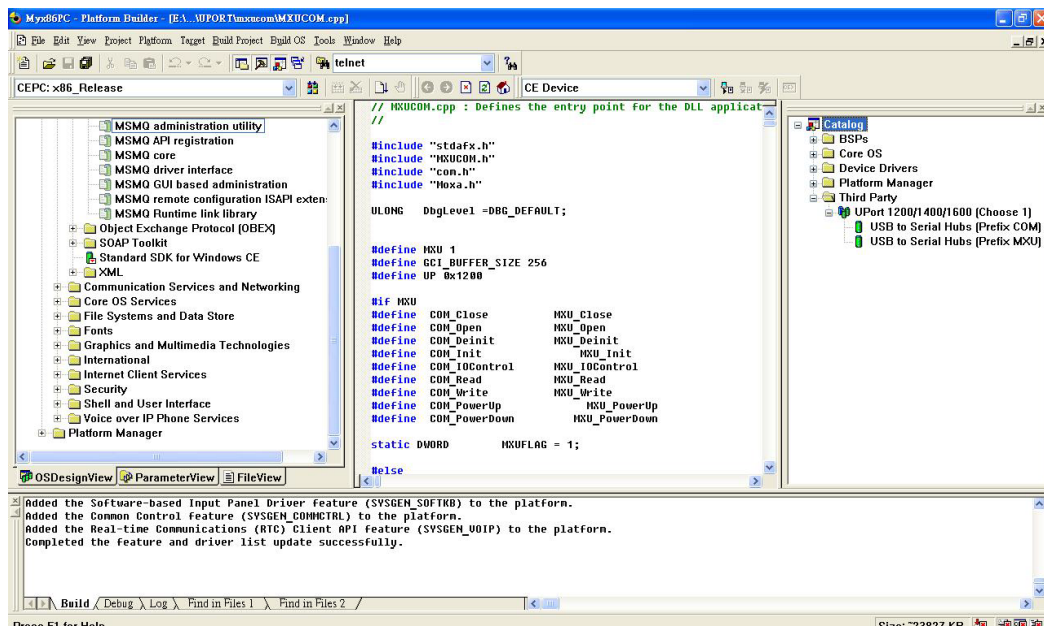 Myx86PC - Platform Builder - [E:\...\UPORT\mxucom\MXUCOM.cpp]
File Edit View Project Platform Target Build Project Build OS Tools Window Help
telnet
CEPC: x86_Release
CE Device
MSMQ administration utility
MSMQ API registration
MSMQ core
MSMQ driver interface
MSMQ GUI based administration
MSMQ remote configuration ISAPI exten
MSMQ Runtime link library
Object Exchange Protocol (OBEX)
SOAP Toolkit
Standard SDK for Windows CE
XML
Communication Services and Networking
Core OS Services
File Systems and Data Store
Fonts
Graphics and Multimedia Technologies
International
Internet Client Services
Security
Shell and User Interface
Voice over IP Phone Services
Platform Manager
OSDesignView ParameterView FileView
// MXUCOM.cpp : Defines the entry point for the DLL applicat
//
#include "stdafx.h"
#include "MXUCOM.h"
#include "con.h"
#include "Moxa.h"
ULONG DbgLevel =DBG_DEFAULT;
#define MXU 1
#define GCI_BUFFER_SIZE 256
#define UP 0x1200
#if MXU
#define COM_Close MXU_Close
#define COM_Open MXU_Open
#define COM_Deinit MXU_Deinit
#define COM_Init MXU_Init
#define COM_IOControl MXU_IOControl
#define COM_Read MXU_Read
#define COM_Write MXU_Write
#define COM_PowerUp MXU_PowerUp
#define COM_PowerDown MXU_PowerDown
static DWORD MXUFLAG = 1;
#else
Catalog
BSPs
Core OS
Device Drivers
Platform Manager
Third Party
UPort 1200/1400/1600 (Choose 1)
USB to Serial Hubs (Prefix COM)
USB to Serial Hubs (Prefix MXU)
Added the Software-based Input Panel Driver feature (SYSGEN_SOFTKB) to the platform.
Added the Common Control feature (SYSGEN_COMMCTRL) to the platform.
Added the Real-time Communications (RTC) Client API feature (SYSGEN_VOIP) to the platform.
Completed the feature and driver list update successfully.
Build Debug Log Find in Files 1 Find in Files 2
Press F1 for Help
Size: ~23827 KB